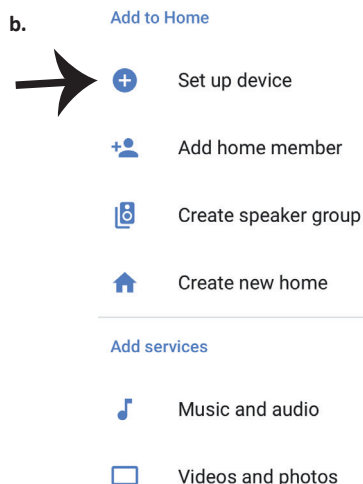 b.
Add to Home
Set up device
Add home member
Create speaker group
Create new home
Add services
Music and audio
Videos and photos